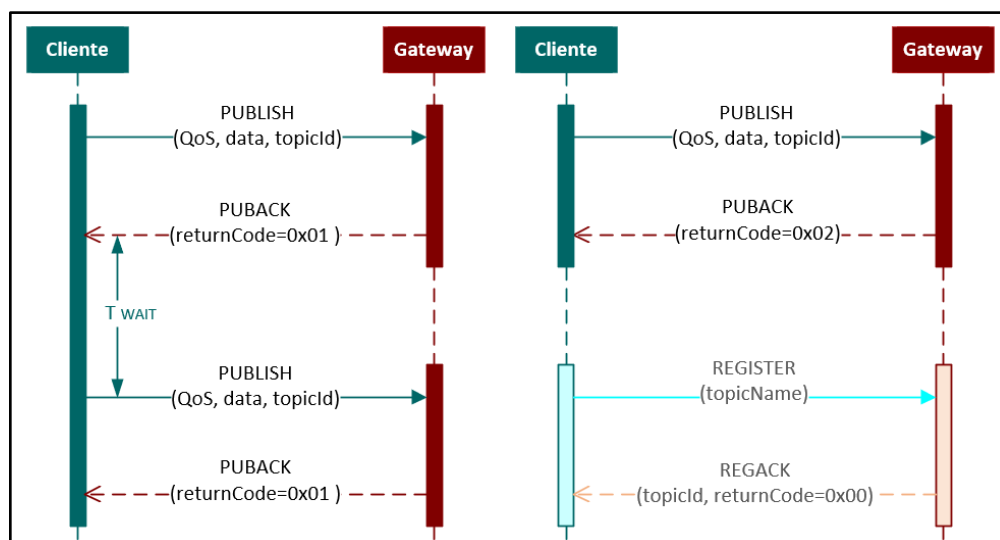 Cliente
Gateway
PUBLISH
(QoS, data, topicId)
PUBACK
(returnCode=0x01 )
T WAIT
PUBLISH
(QoS, data, topicId)
PUBACK
(returnCode=0x01 )
Cliente
Gateway
PUBLISH
(QoS, data, topicId)
PUBACK
(returnCode=0x02)
REGISTER
(topicName)
REGACK
(topicId, returnCode=0x00)